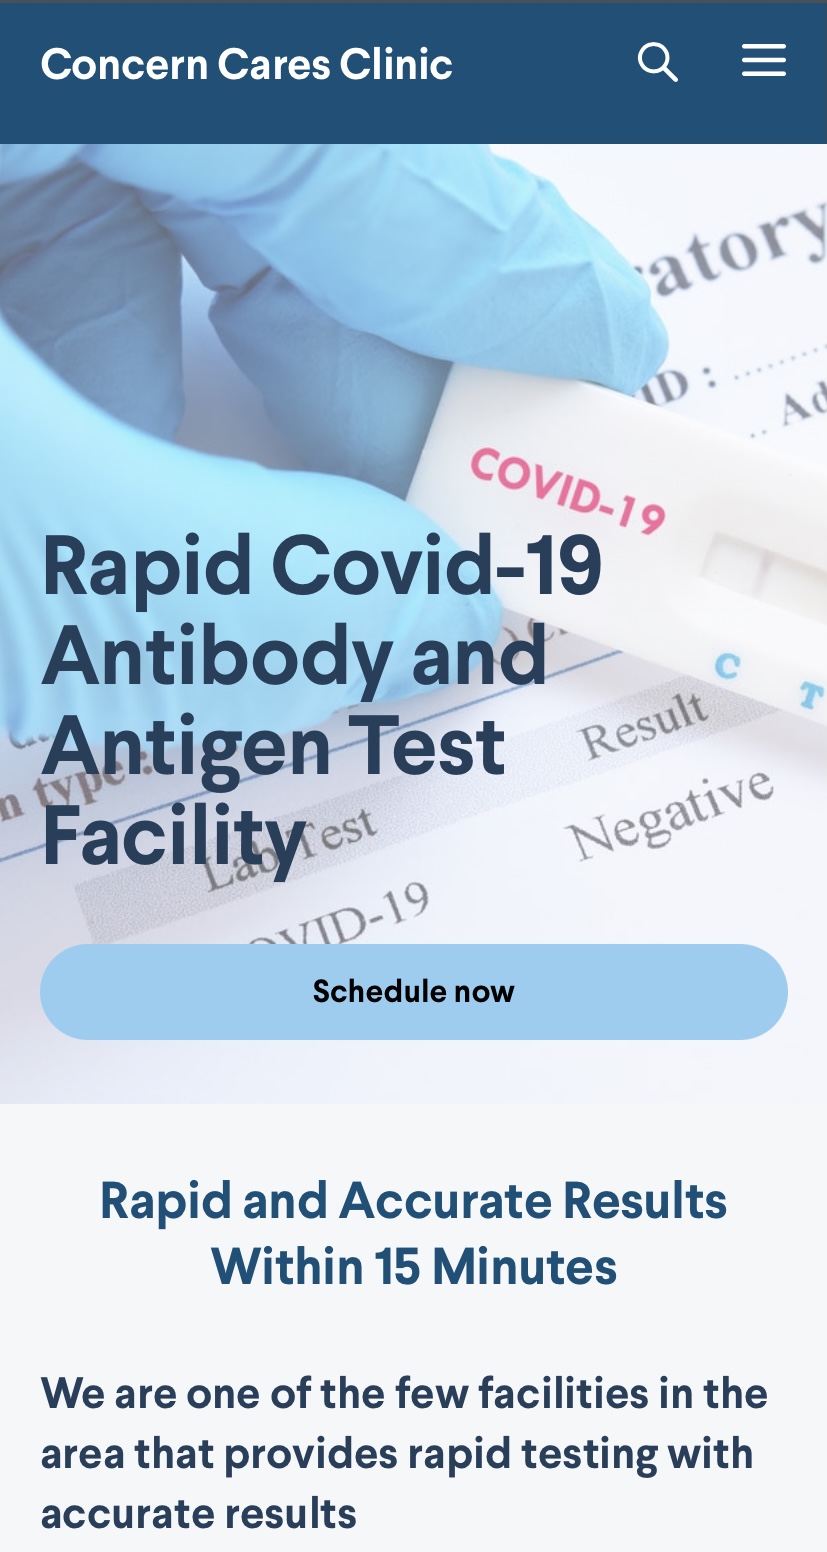 Concern Cares Clinic
ratory
ID :
Ad
COVID-19
Rapid Covid-19
Antibody and
Antigen Test
Facility
C
T
n type :
Result
Lab Test
Negative
OVID-19
Schedule now
Rapid and Accurate Results
Within 15 Minutes
We are one of the few facilities in the
area that provides rapid testing with
accurate results